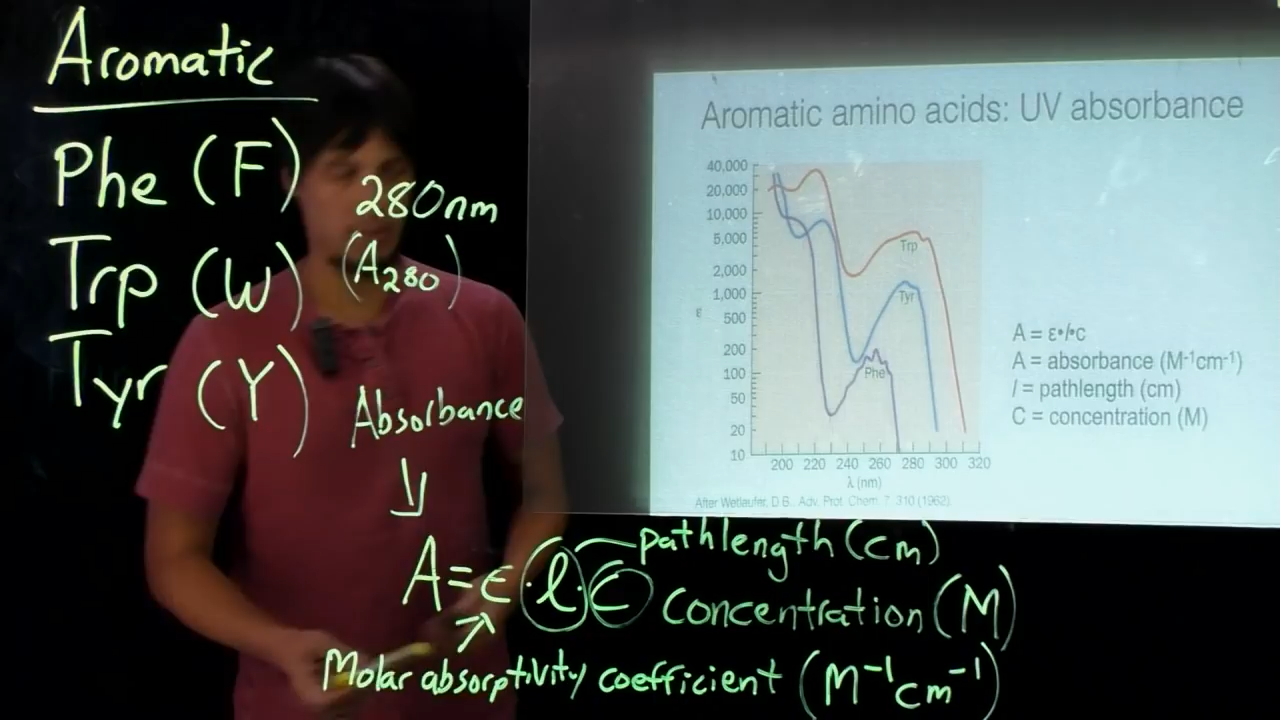 Aromatic
Phe (F)
Trp (W)
Tyr (Y)
280nm
(A280)
Absorbance
A=ϵ·l·C
pathlength (cm)
Concentration (M)
Molar absorptivity coefficient (M⁻¹cm⁻¹)
Aromatic amino acids: UV absorbance
40,000
20,000
10,000
5,000
2,000
1,000
500
200
100
50
20
10
ε
Trp
Tyr
Phe
200 220 240 260 280 300 320
λ (nm)
A = ε•l•c
A = absorbance (M⁻¹cm⁻¹)
l = pathlength (cm)
C = concentration (M)
After Wetlaufer, D.B., Adv. Prot. Chem. 7, 310 (1962).